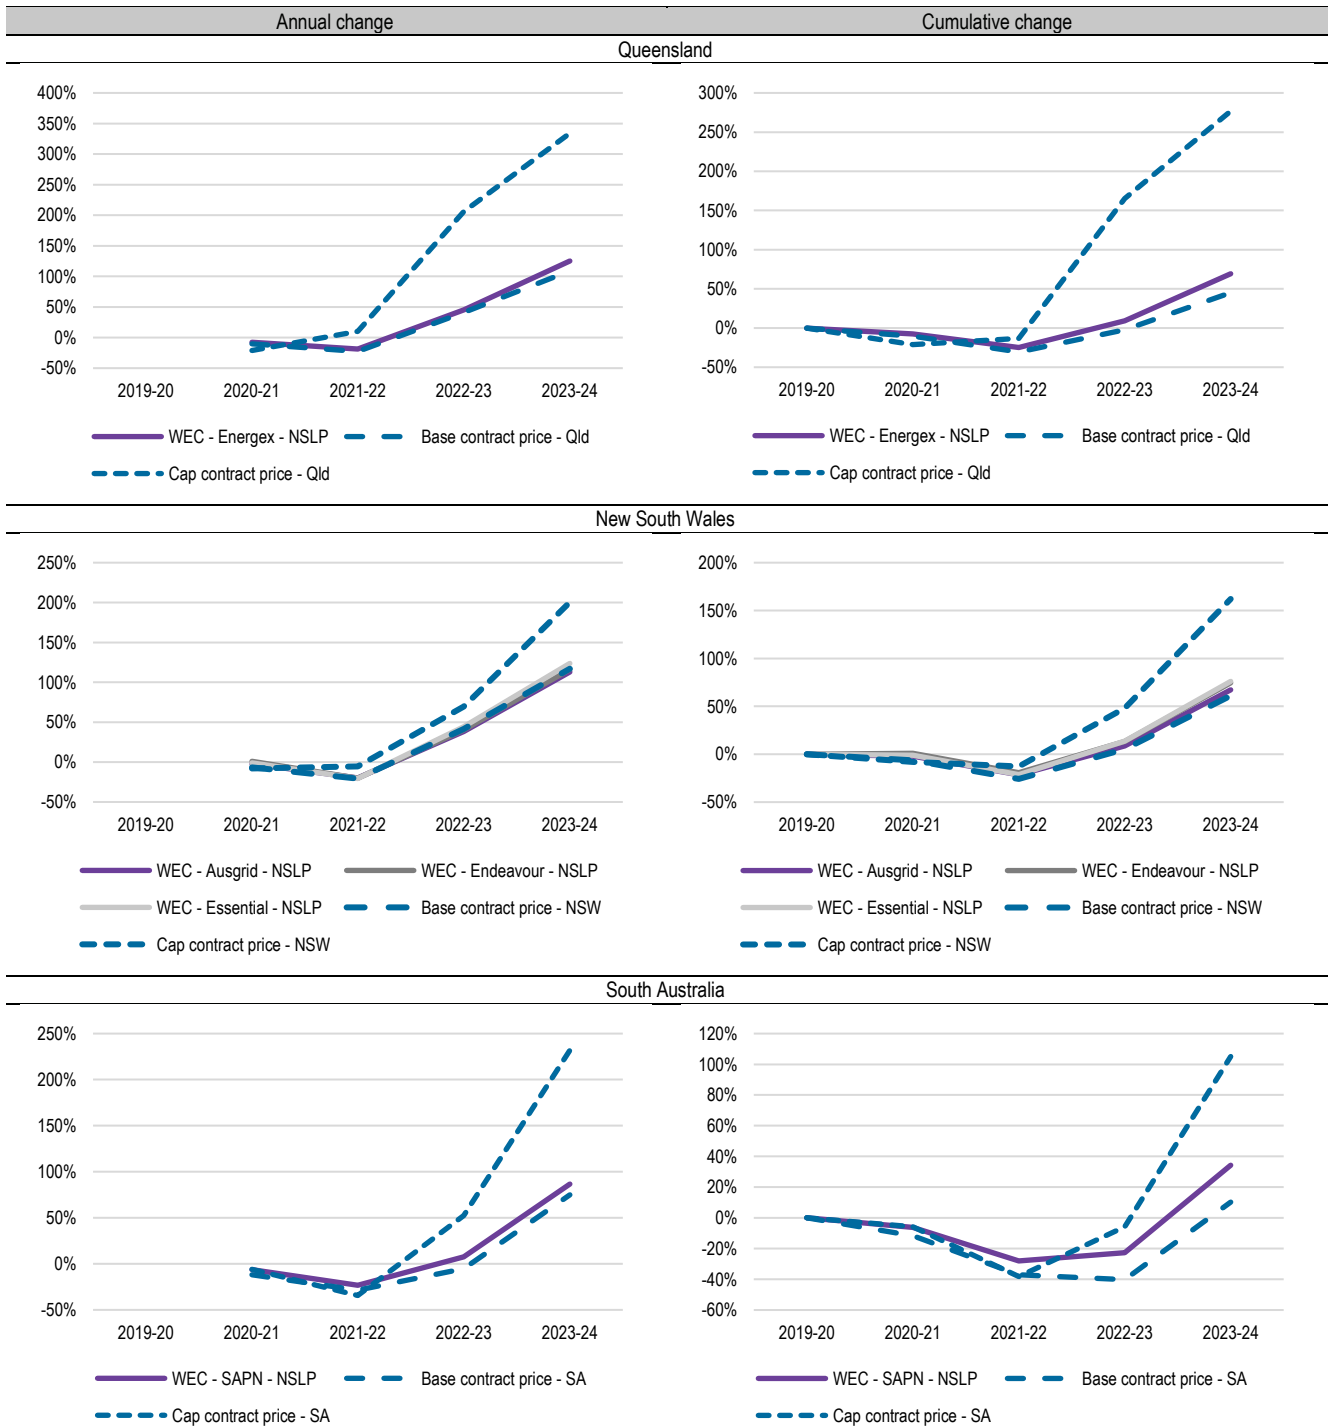 Annual change Cumulative change
Queensland
400%
350%
300%
250%
200%
150%
100%
50%
0%
-50%
2019-20 2020-21 2021-22 2022-23 2023-24
WEC - Energex - NSLP Base contract price - Qld
Cap contract price - Qld
300%
250%
200%
150%
100%
50%
0%
-50%
2019-20 2020-21 2021-22 2022-23 2023-24
WEC - Energex - NSLP Base contract price - Qld
Cap contract price - Qld
New South Wales
250%
200%
150%
100%
50%
0%
-50%
2019-20 2020-21 2021-22 2022-23 2023-24
WEC - Ausgrid - NSLP WEC - Endeavour - NSLP
WEC - Essential - NSLP Base contract price - NSW
Cap contract price - NSW
200%
150%
100%
50%
0%
-50%
2019-20 2020-21 2021-22 2022-23 2023-24
WEC - Ausgrid - NSLP WEC - Endeavour - NSLP
WEC - Essential - NSLP Base contract price - NSW
Cap contract price - NSW
South Australia
250%
200%
150%
100%
50%
0%
-50%
2019-20 2020-21 2021-22 2022-23 2023-24
WEC - SAPN - NSLP Base contract price - SA
Cap contract price - SA
120%
100%
80%
60%
40%
20%
0%
-20%
-40%
-60%
2019-20 2020-21 2021-22 2022-23 2023-24
WEC - SAPN - NSLP Base contract price - SA
Cap contract price - SA